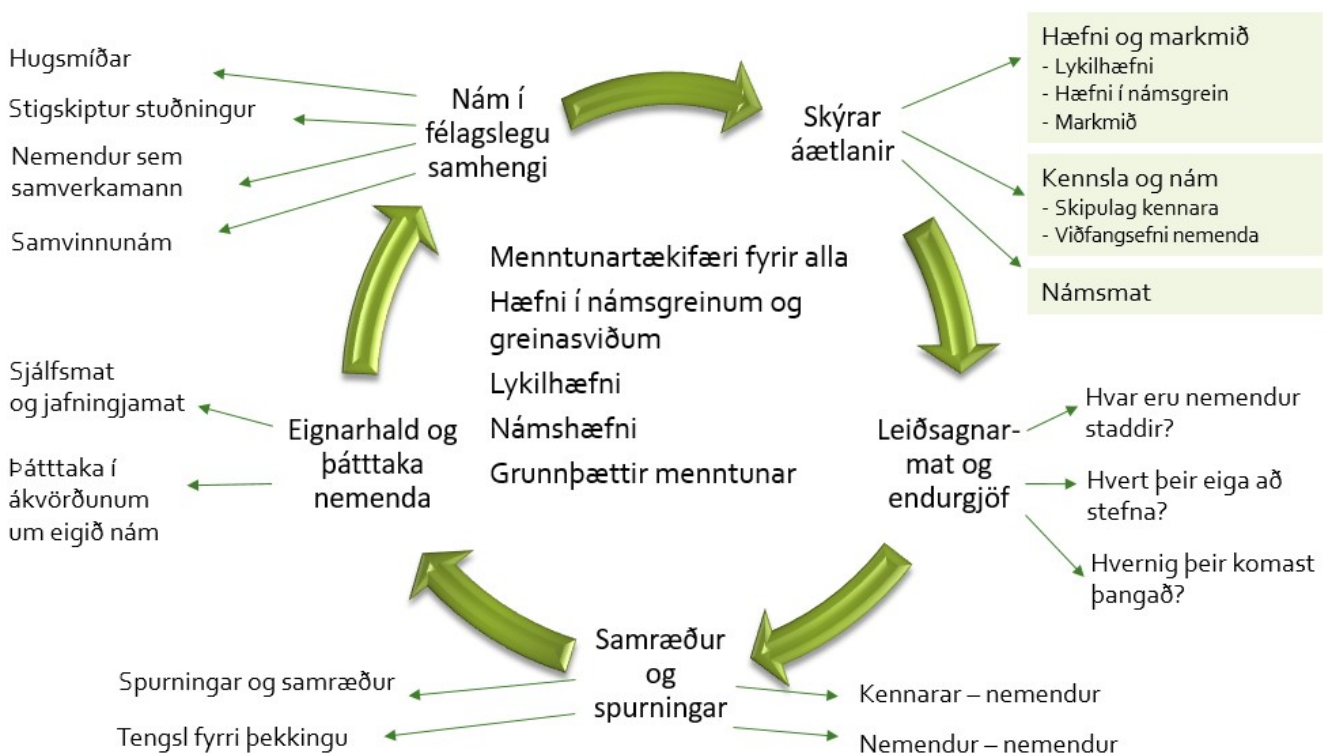 Hugsmíðar
Stigskiptur stuðningur
Nemendur sem
samverkamann
Samvinnunám
Nám í
félagslegu
samhengi
Skýrar
áætlanir
Hæfni og markmið
- Lykilhæfni
- Hæfni í námsgrein
- Markmið
Kennsla og nám
- Skipulag kennara
- Viðfangsefni nemenda
Námsmat
Menntunartækifæri fyrir alla
Hæfni í námsgreinum og
greinasviðum
Lykilhæfni
Námshæfni
Grunnþættir menntunar
Sjálfsmat
og jafningjamat
Þátttaka í
ákvörðunum
um eigið nám
Eignarhald og
þátttaka
nemenda
Leiðsagnar-
mat og
endurgjöf
Hvar eru nemendur
staddir?
Hvert þeir eiga að
stefna?
Hvernig þeir komast
þangað?
Samræður
og
spurningar
Spurningar og samræður
Tengsl fyrri þekkingu
Kennarar – nemendur
Nemendur – nemendur